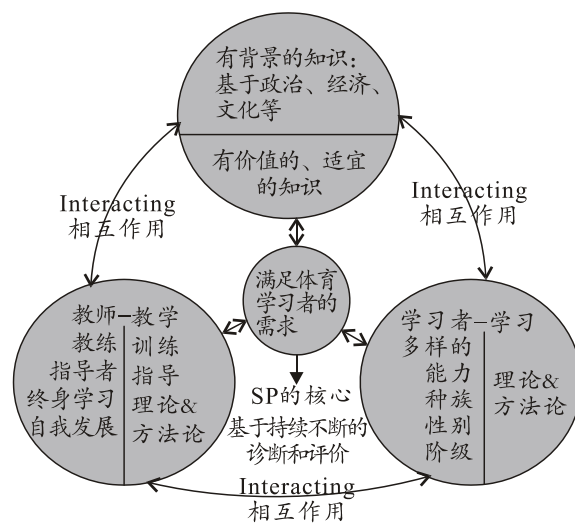 有背景的知识：
基于政治、经济、
文化等
有价值的、适宜
的知识
Interacting
相互作用
Interacting
相互作用
满足体育
学习者的
需求
教师–教学
教练 训练
指导者 指导
终身学习 理论&
自我发展 方法论
学习者–学习
多样的
能力
种族
性别
阶级
理论&
方法论
SP的核心
基于持续不断的
诊断和评价
Interacting
相互作用